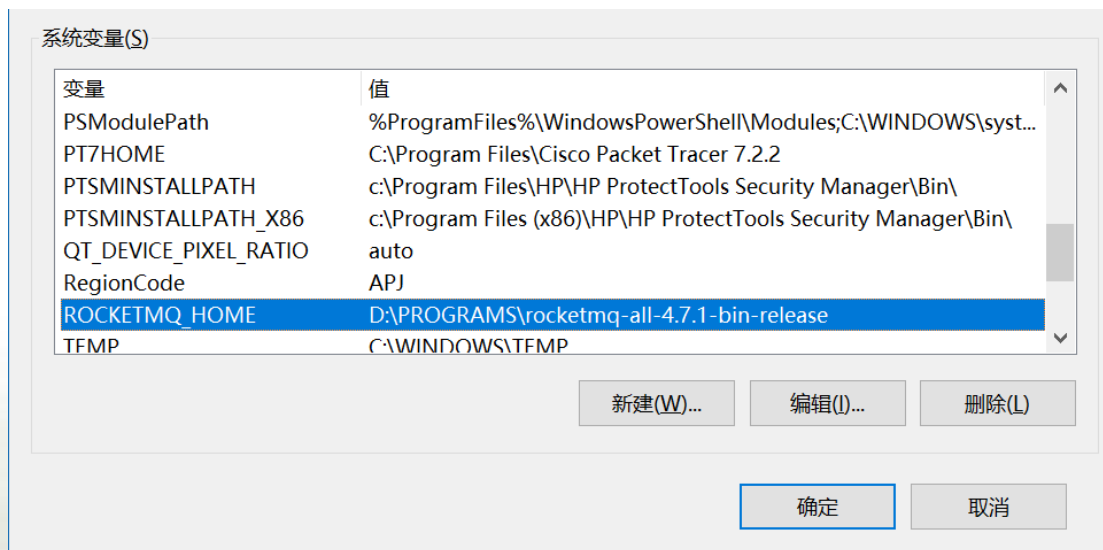 系统变量(S)
变量 值
PSModulePath %ProgramFiles%\WindowsPowerShell\Modules;C:\WINDOWS\syst...
PT7HOME C:\Program Files\Cisco Packet Tracer 7.2.2
PTSMINSTALLPATH c:\Program Files\HP\HP ProtectTools Security Manager\Bin\
PTSMINSTALLPATH_X86 c:\Program Files (x86)\HP\HP ProtectTools Security Manager\Bin\
QT_DEVICE_PIXEL_RATIO auto
RegionCode APJ
ROCKETMQ_HOME D:\PROGRAMS\rocketmq-all-4.7.1-bin-release
TEMP C:\WINDOWS\TEMP
新建(W)... 编辑(I)... 删除(L)
确定 取消